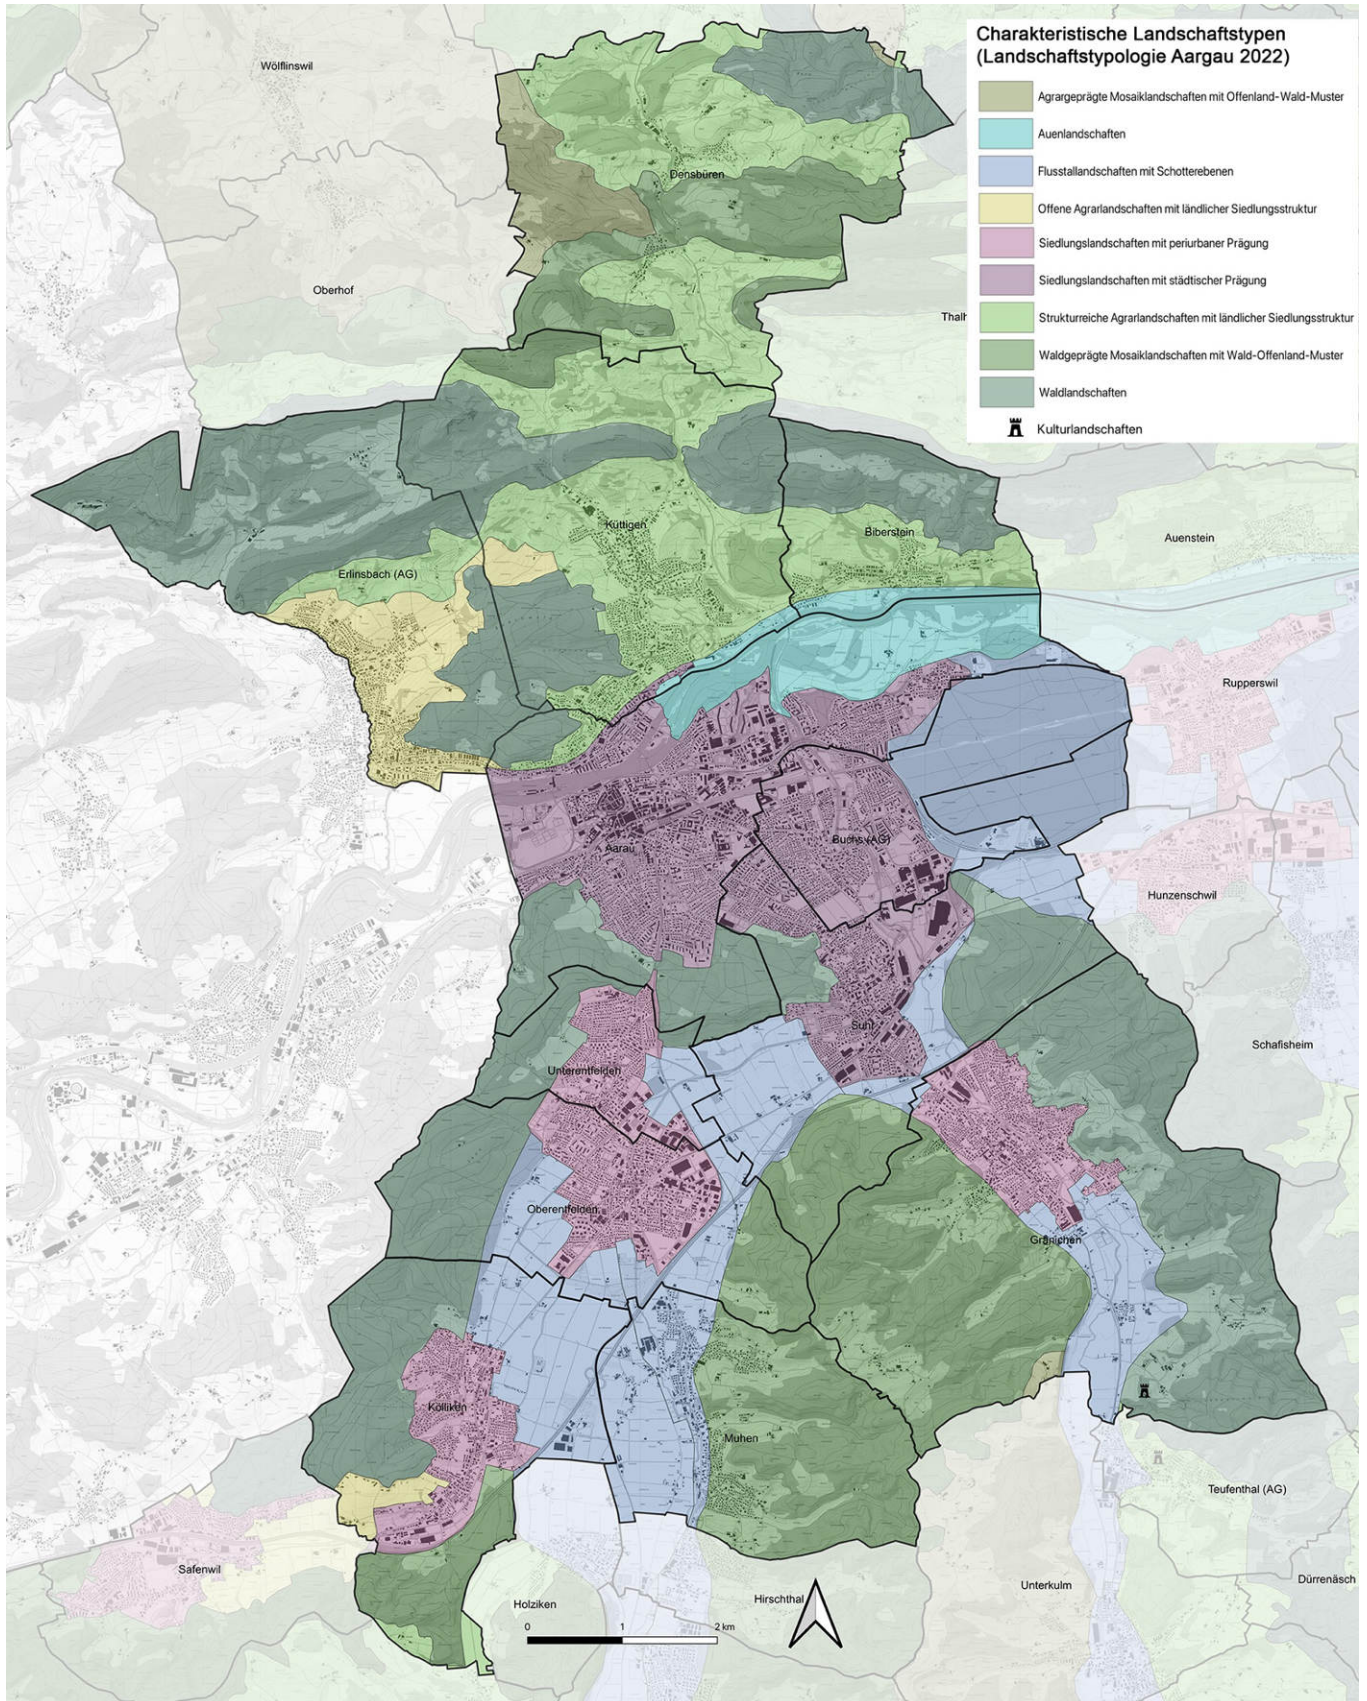 Charakteristische Landschaftstypen
(Landschaftstypologie Aargau 2022)
Agrargeprägte Mosaiklandschaften mit Offenland-Wald-Muster
Auenlandschaften
Flusstallandschaften mit Schotterebenen
Offene Agrarlandschaften mit ländlicher Siedlungsstruktur
Siedlungslandschaften mit periurbaner Prägung
Siedlungslandschaften mit städtischer Prägung
Strukturreiche Agrarlandschaften mit ländlicher Siedlungsstruktur
Waldgeprägte Mosaiklandschaften mit Wald-Offenland-Muster
Waldlandschaften
Kulturlandschaften
Wölflinswil
Densbüren
Oberhof
Thalh
Küttigen
Biberstein
Auenstein
Erlinsbach (AG)
Rupperswil
Aarau
Buchs (AG)
Hunzenschwil
Suhr
Schafisheim
Unterentfelden
Oberentfelden
Gränichen
Kölliken
Muhen
Teufenthal (AG)
Safenwil
Holziken
Hirschthal
Unterkulm
Dürrenäsch
0 1 2 km